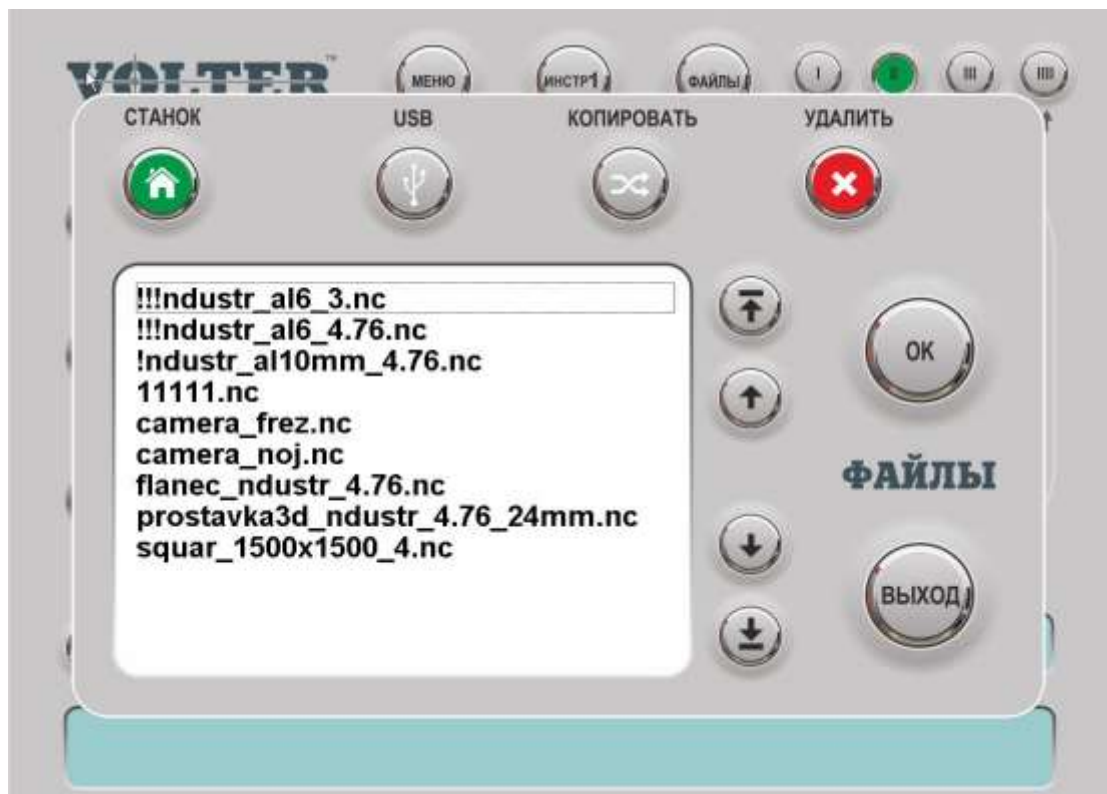 VOLTER™
МЕНЮ ИНСТР1 ФАЙЛЫ I II III IIII
СТАНОК USB КОПИРОВАТЬ УДАЛИТЬ
!!!ndustr_al6_3.nc
!!!ndustr_al6_4.76.nc
!ndustr_al10mm_4.76.nc
11111.nc
camera_frez.nc
camera_noj.nc
flanec_ndustr_4.76.nc
prostavka3d_ndustr_4.76_24mm.nc
squar_1500x1500_4.nc
OK
ФАЙЛЫ
ВЫХОД